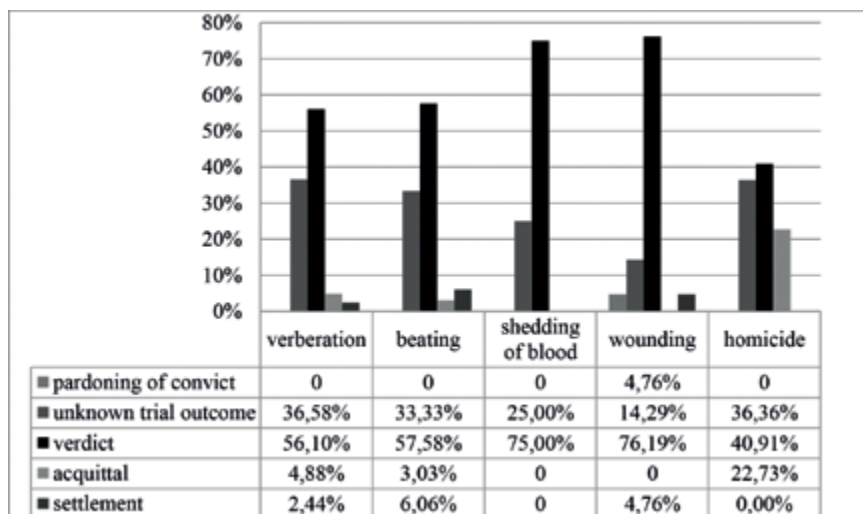 80%
70%
60%
50%
40%
30%
20%
10%
0%
verberation beating shedding of blood wounding homicide
pardoning of convict 0 0 0 4,76% 0
unknown trial outcome 36,58% 33,33% 25,00% 14,29% 36,36%
verdict 56,10% 57,58% 75,00% 76,19% 40,91%
acquittal 4,88% 3,03% 0 0 22,73%
settlement 2,44% 6,06% 0 4,76% 0,00%